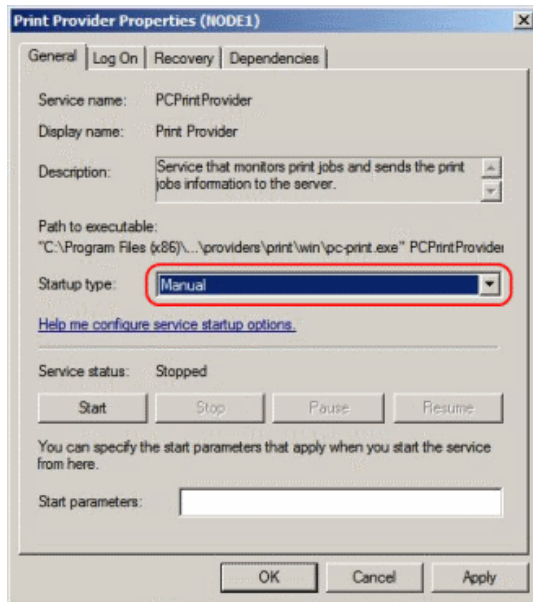 Print Provider Properties (NODE1)
General Log On Recovery Dependencies
Service name: PCPrintProvider
Display name: Print Provider
Description: Service that monitors print jobs and sends the print
jobs information to the server.
Path to executable:
"C:\Program Files (x86)\...\providers\print\win\pc-print.exe" PCPrintProvider
Startup type: Manual
Help me configure service startup options.
Service status: Stopped
Start Stop Pause Resume
You can specify the start parameters that apply when you start the service
from here.
Start parameters:
OK Cancel Apply